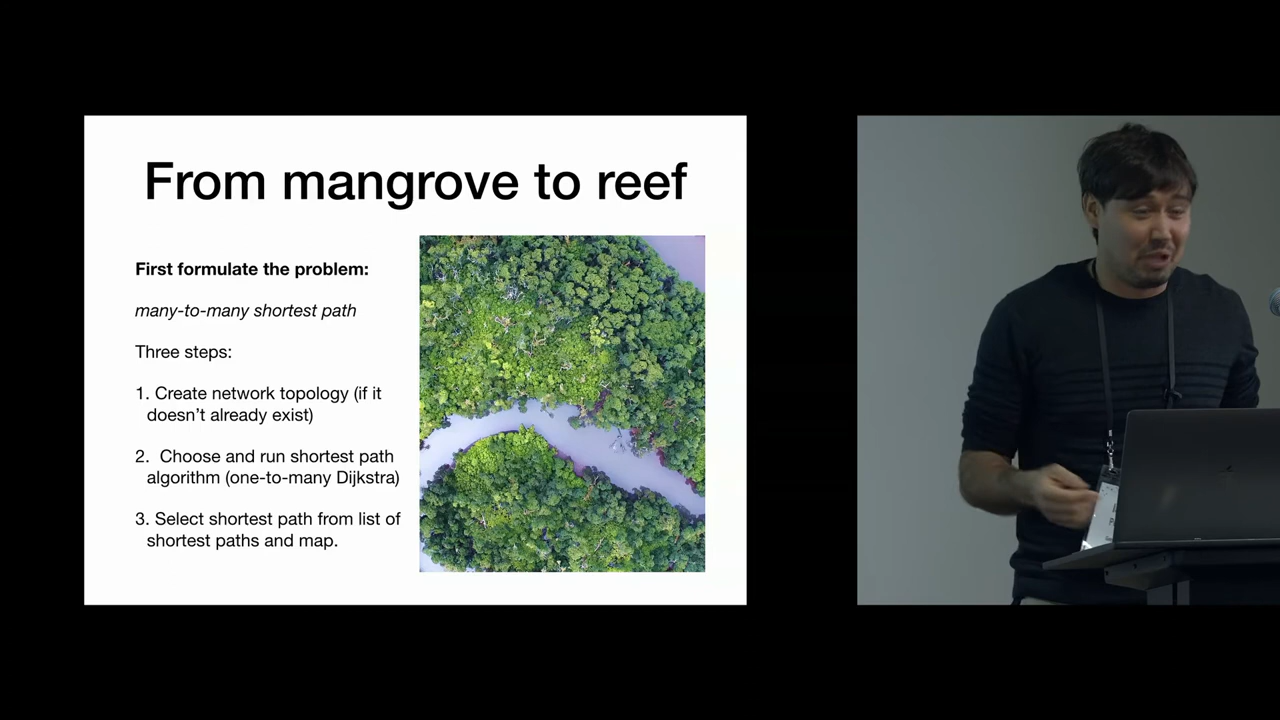 From mangrove to reef
First formulate the problem:
many-to-many shortest path
Three steps:
1. Create network topology (if it
doesn’t already exist)
2. Choose and run shortest path
algorithm (one-to-many Dijkstra)
3. Select shortest path from list of
shortest paths and map.